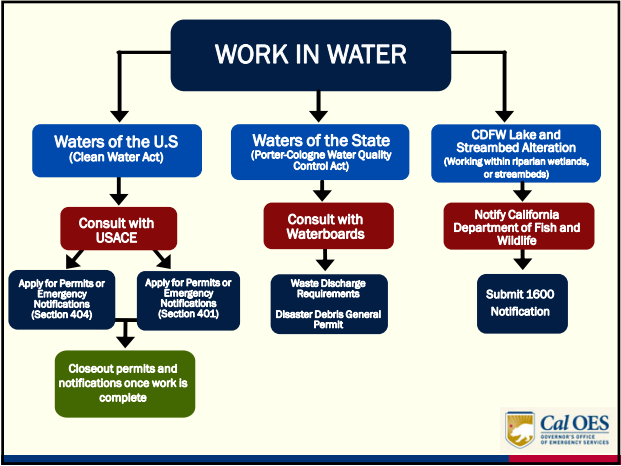 WORK IN WATER
Waters of the U.S
(Clean Water Act)
Waters of the State
(Porter-Cologne Water Quality
Control Act)
CDFW Lake and
Streambed Alteration
(Working within riparian wetlands,
or streambeds)
Consult with
USACE
Consult with
Waterboards
Notify California
Department of Fish and
Wildlife
Apply for Permits or
Emergency
Notifications
(Section 404)
Apply for Permits or
Emergency
Notifications
(Section 401)
Waste Discharge
Requirements
Disaster Debris General
Permit
Submit 1600
Notification
Closeout permits and
notifications once work is
complete
Cal OES
GOVERNOR'S OFFICE
OF EMERGENCY SERVICES